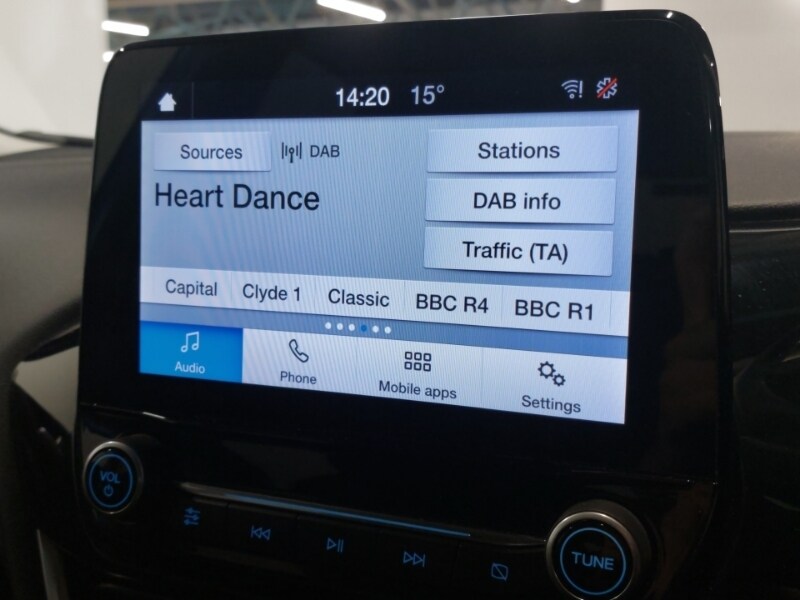 14:20 15°
Sources DAB
Stations
Heart Dance
DAB info
Traffic (TA)
Capital Clyde 1 Classic BBC R4 BBC R1
Audio Phone Mobile apps Settings
VOL
TUNE